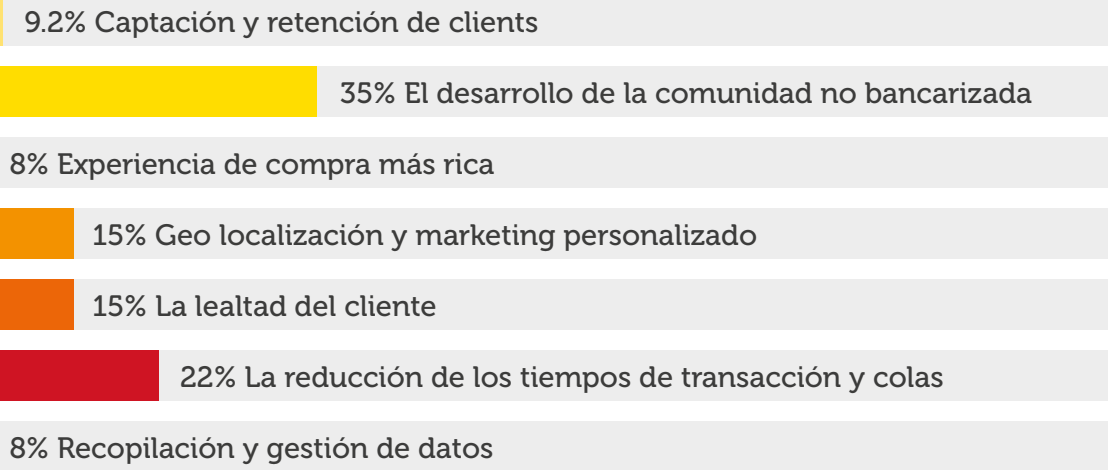 9.2% Captación y retención de clients
35% El desarrollo de la comunidad no bancarizada
8% Experiencia de compra más rica
15% Geo localización y marketing personalizado
15% La lealtad del cliente
22% La reducción de los tiempos de transacción y colas
8% Recopilación y gestión de datos